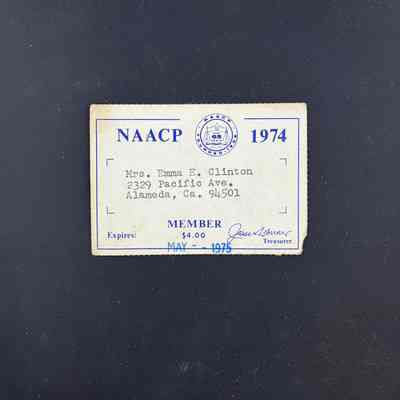 NAACP 1974
Mrs. Emma E. Clinton
2329 Pacific Ave.
Alameda, Ca. 94501
MEMBER
$4.00
Expires:
MAY - - 1975
Treasurer